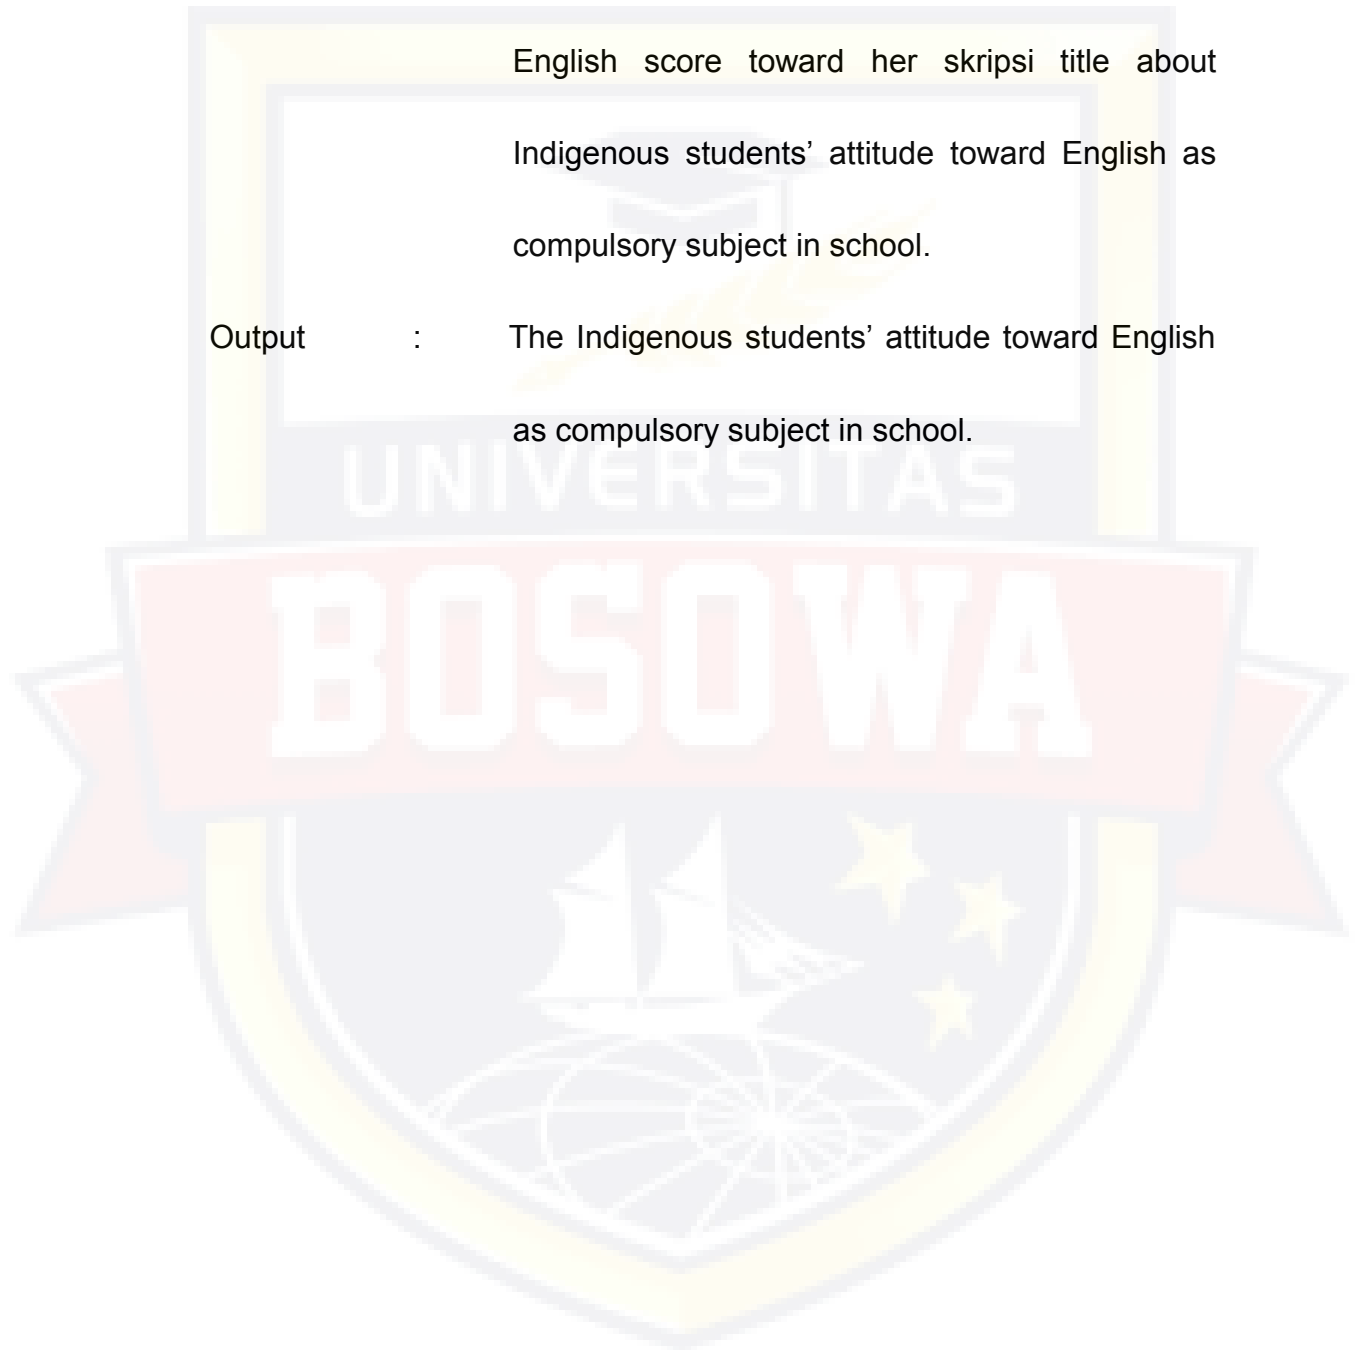 English score toward her skripsi title about
Indigenous students’ attitude toward English as
compulsory subject in school.
Output : The Indigenous students’ attitude toward English
as compulsory subject in school.
UNIVERSITAS
BOSOWA